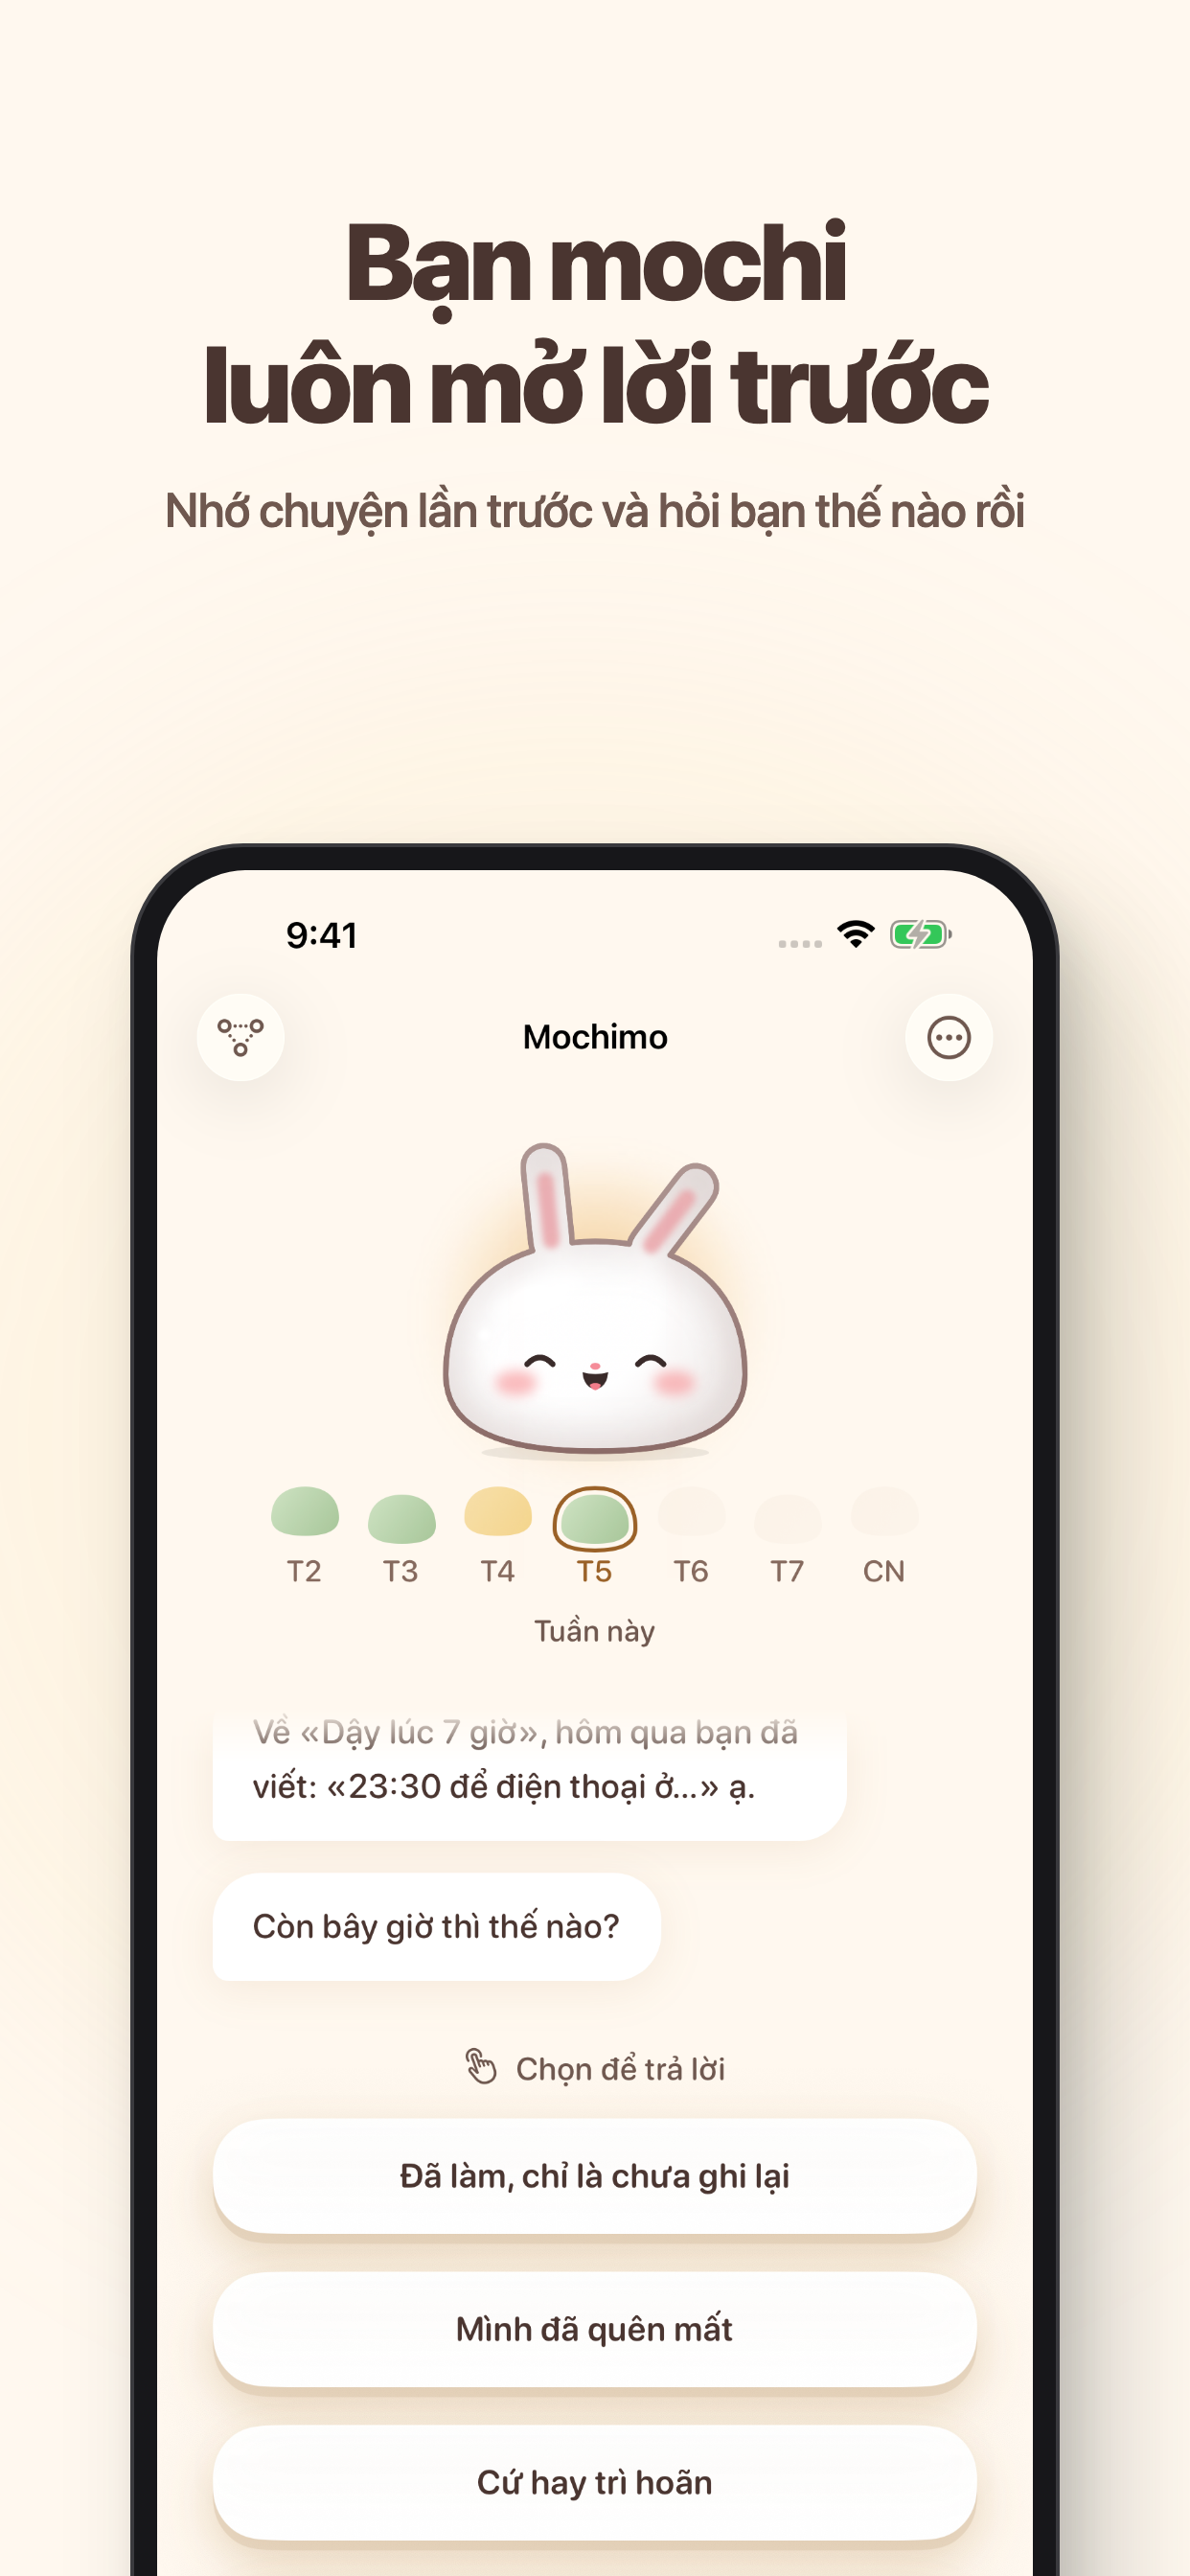 Bạn mochi
luôn mở lời trước
Nhớ chuyện lần trước và hỏi bạn thế nào rồi
9:41
Mochimo
T2 T3 T4 T5 T6 T7 CN
Tuần này
Về «Dậy lúc 7 giờ», hôm qua bạn đã
viết: «23:30 để điện thoại ở...» ạ.
Còn bây giờ thì thế nào?
Chọn để trả lời
Đã làm, chỉ là chưa ghi lại
Mình đã quên mất
Cứ hay trì hoãn